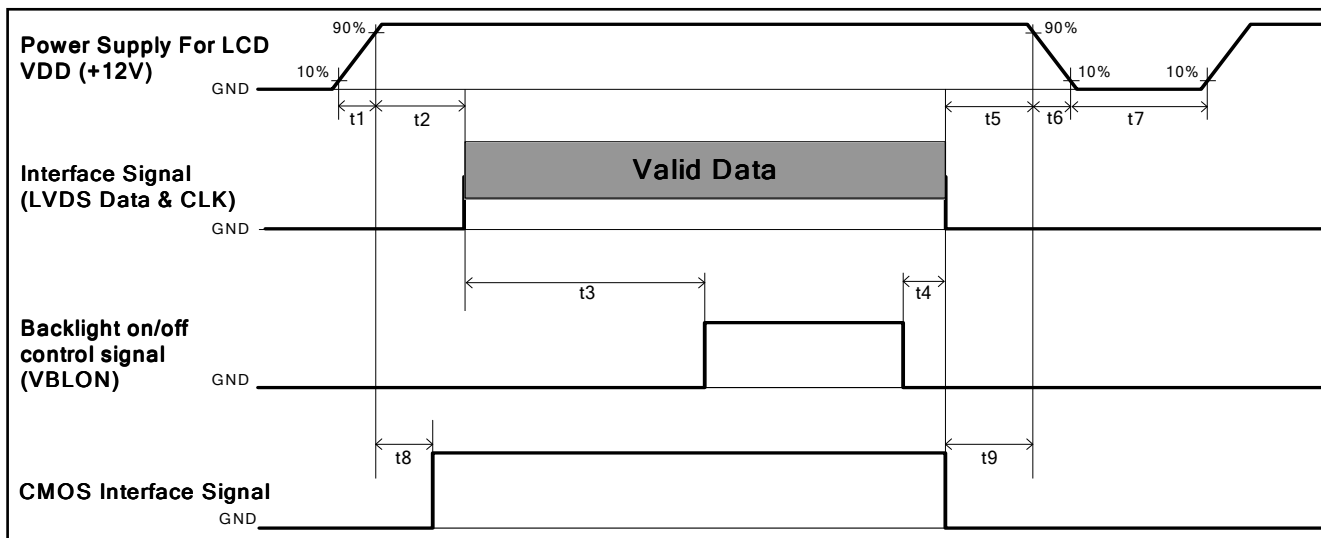 Power Supply For LCD
VDD (+12V)
90%
90%
10%
10%
10%
GND
t1
t2
t5
t6
t7
Interface Signal
(LVDS Data & CLK)
Valid Data
GND
t3
t4
Backlight on/off
control signal
(VBLON)
GND
t8
t9
CMOS Interface Signal
GND